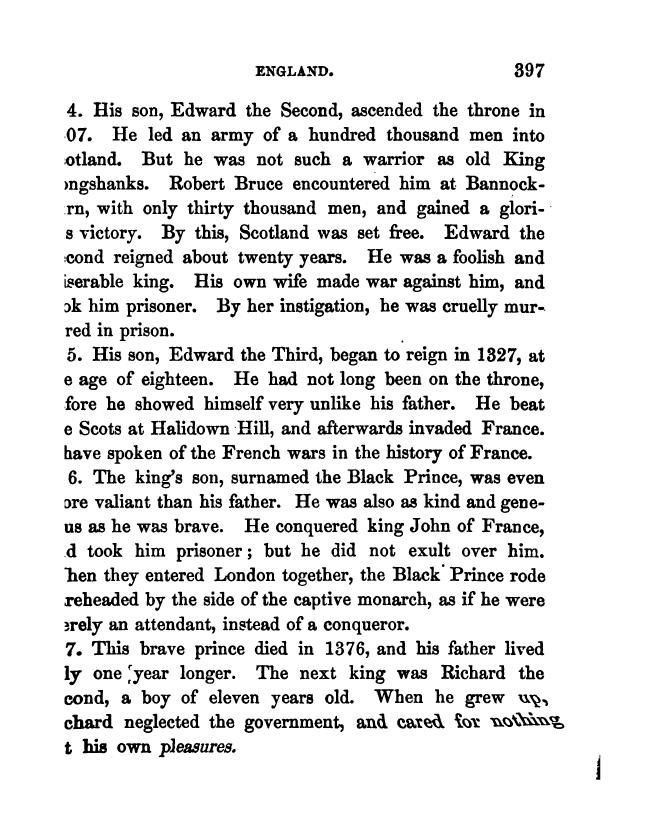 ENGLAND. 397
4. His son, Edward the Second, ascended the throne in
07. He led an army of a hundred thousand men into
otland. But he was not such a warrior as old King
ongshanks. Robert Bruce encountered him at Bannock-
rn, with only thirty thousand men, and gained a glori-
s victory. By this, Scotland was set free. Edward the
cond reigned about twenty years. He was a foolish and
iserable king. His own wife made war against him, and
ok him prisoner. By her instigation, he was cruelly mur-
red in prison.
5. His son, Edward the Third, began to reign in 1327, at
e age of eighteen. He had not long been on the throne,
fore he showed himself very unlike his father. He beat
e Scots at Halidown Hill, and afterwards invaded France.
have spoken of the French wars in the history of France.
6. The king's son, surnamed the Black Prince, was even
ore valiant than his father. He was also as kind and gene-
us as he was brave. He conquered king John of France,
d took him prisoner; but he did not exult over him.
hen they entered London together, the Black Prince rode
reheaded by the side of the captive monarch, as if he were
erely an attendant, instead of a conqueror.
7. This brave prince died in 1376, and his father lived
ly one year longer. The next king was Richard the
cond, a boy of eleven years old. When he grew up,
chard neglected the government, and cared for nothing
t his own pleasures.